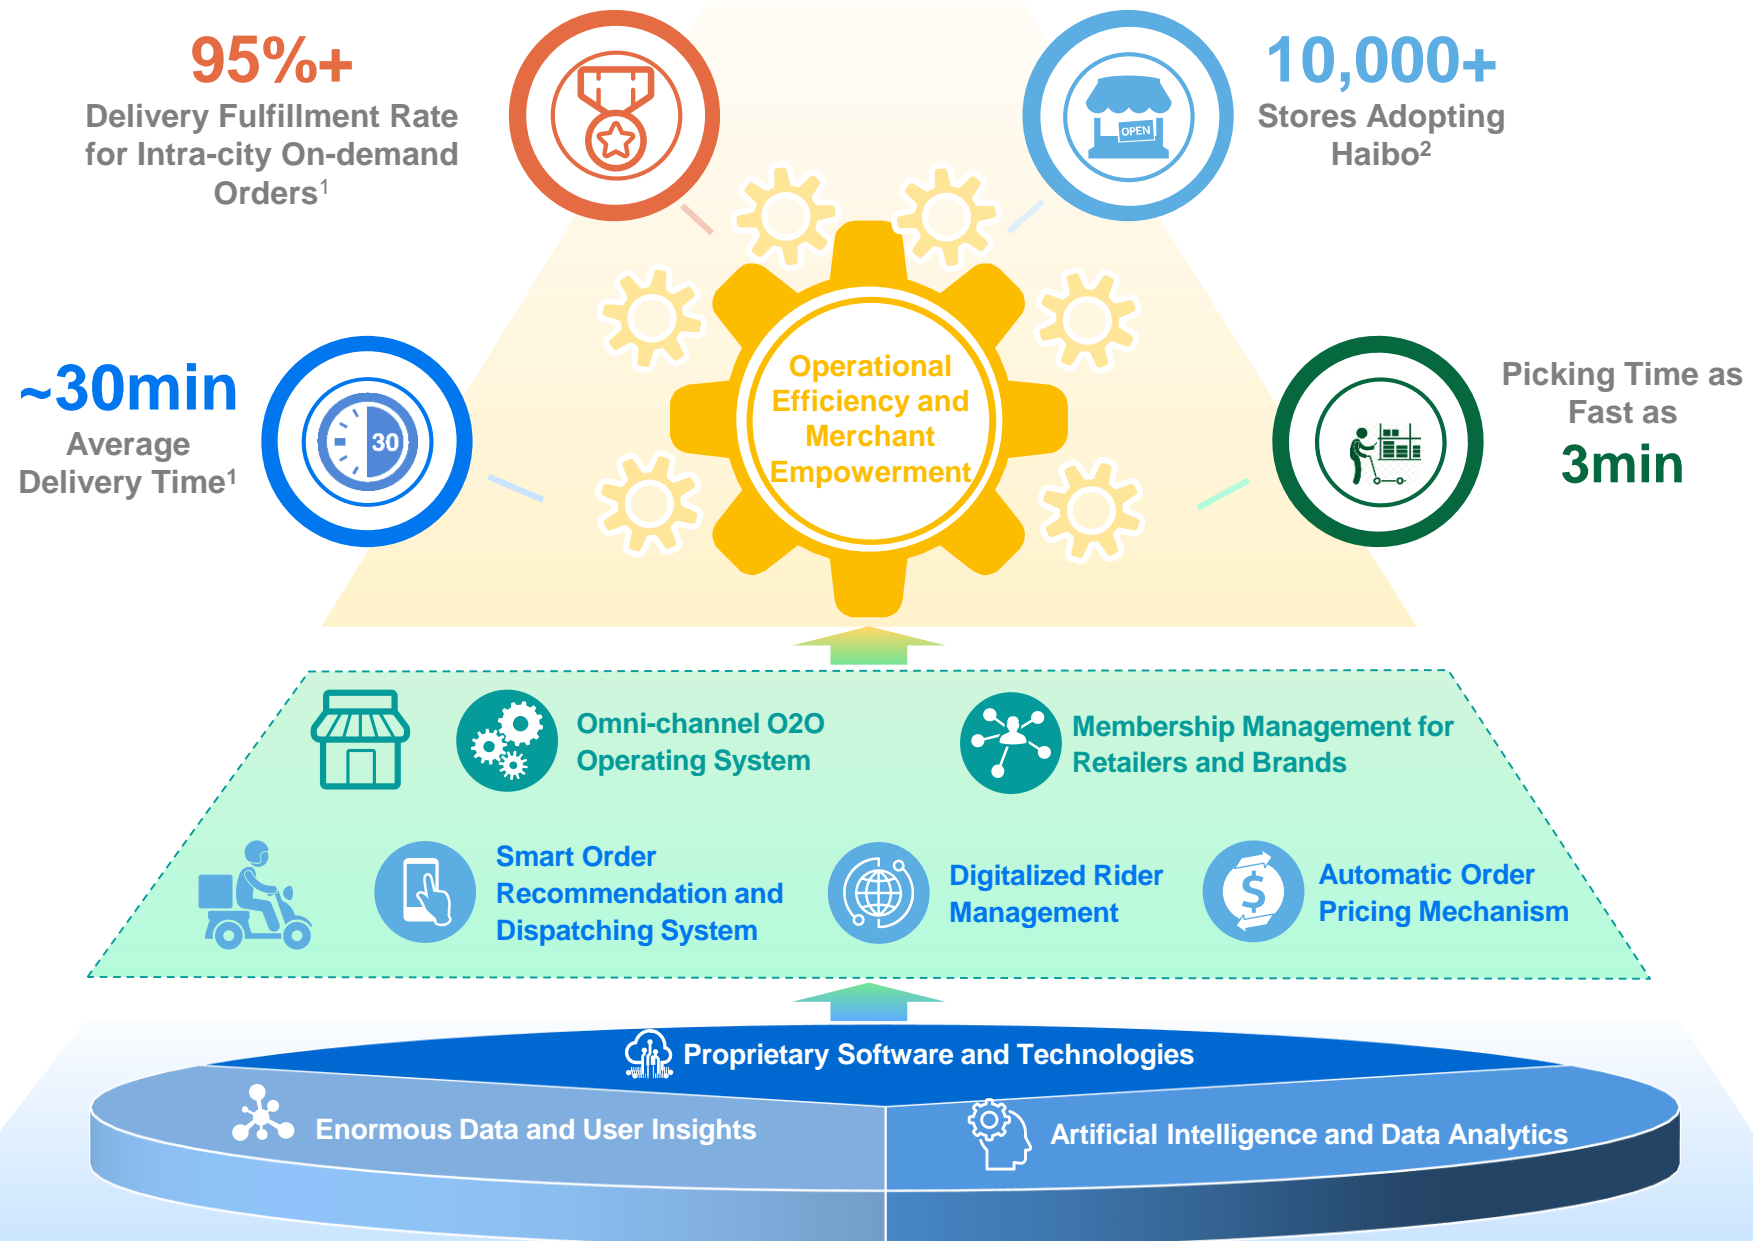 95%+
Delivery Fulfillment Rate
for Intra-city On-demand
Orders1
10,000+
Stores Adopting
Haibo2
OPEN
~30min
Average
Delivery Time1
30
Operational
Efficiency and
Merchant
Empowerment
Picking Time as
Fast as
3min
Omni-channel O2O
Operating System
Membership Management for
Retailers and Brands
Smart Order
Recommendation and
Dispatching System
Digitalized Rider
Management
$
Automatic Order
Pricing Mechanism
Proprietary Software and Technologies
Enormous Data and User Insights
Artificial Intelligence and Data Analytics